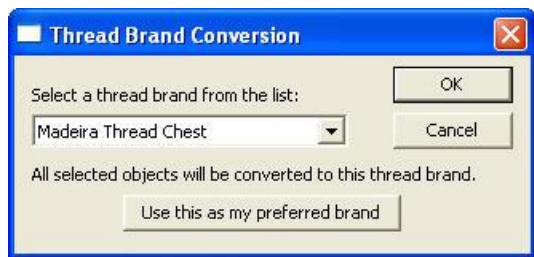 Thread Brand Conversion
Select a thread brand from the list:
OK
Madeira Thread Chest
Cancel
All selected objects will be converted to this thread brand.
Use this as my preferred brand